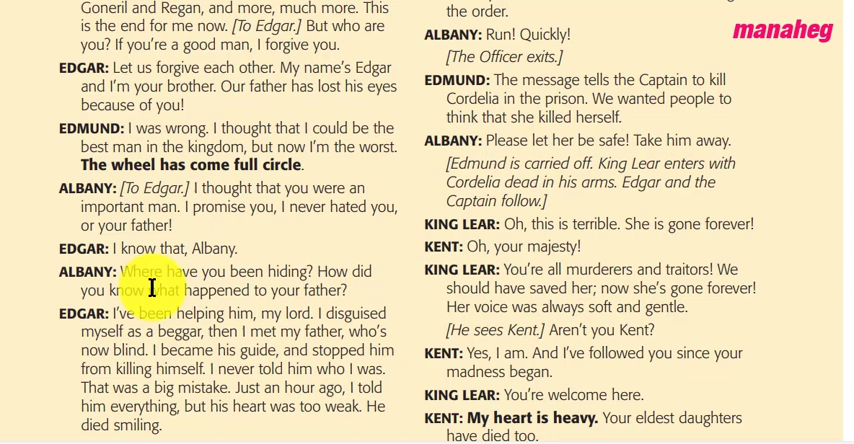 Goneril and Regan, and more, much more. This
is the end for me now. [To Edgar.] But who are
you? If you're a good man, I forgive you.
EDGAR: Let us forgive each other. My name's Edgar
and I'm your brother. Our father has lost his eyes
because of you!
EDMUND: I was wrong. I thought that I could be the
best man in the kingdom, but now I'm the worst.
The wheel has come full circle.
ALBANY: [To Edgar.] I thought that you were an
important man. I promise you, I never hated you,
or your father!
EDGAR: I know that, Albany.
ALBANY: Where have you been hiding? How did
you know what happened to your father?
EDGAR: I've been helping him, my lord. I disguised
myself as a beggar, then I met my father, who's
now blind. I became his guide, and stopped him
from killing himself. I never told him who I was.
That was a big mistake. Just an hour ago, I told
him everything, but his heart was too weak. He
died smiling.
the order.
ALBANY: Run! Quickly!
[The Officer exits.]
EDMUND: The message tells the Captain to kill
Cordelia in the prison. We wanted people to
think that she killed herself.
ALBANY: Please let her be safe! Take him away.
[Edmund is carried off. King Lear enters with
Cordelia dead in his arms. Edgar and the
Captain follow.]
KING LEAR: Oh, this is terrible. She is gone forever!
KENT: Oh, your majesty!
KING LEAR: You're all murderers and traitors! We
should have saved her; now she's gone forever!
Her voice was always soft and gentle.
[He sees Kent.] Aren't you Kent?
KENT: Yes, I am. And I've followed you since your
madness began.
KING LEAR: You're welcome here.
KENT: My heart is heavy. Your eldest daughters
have died too.
manaheg